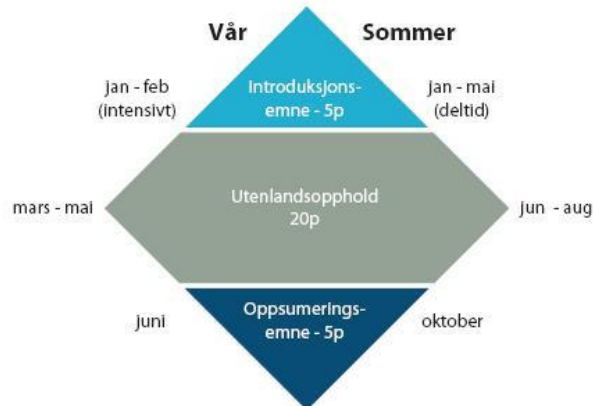 Vår
Sommer
jan - feb
(intensivt)
Introduksjons-
emne - 5p
jan - mai
(deltid)
mars - mai
Utenlandsopphold
20p
jun - aug
juni
Oppsumerings-
emne - 5p
oktober